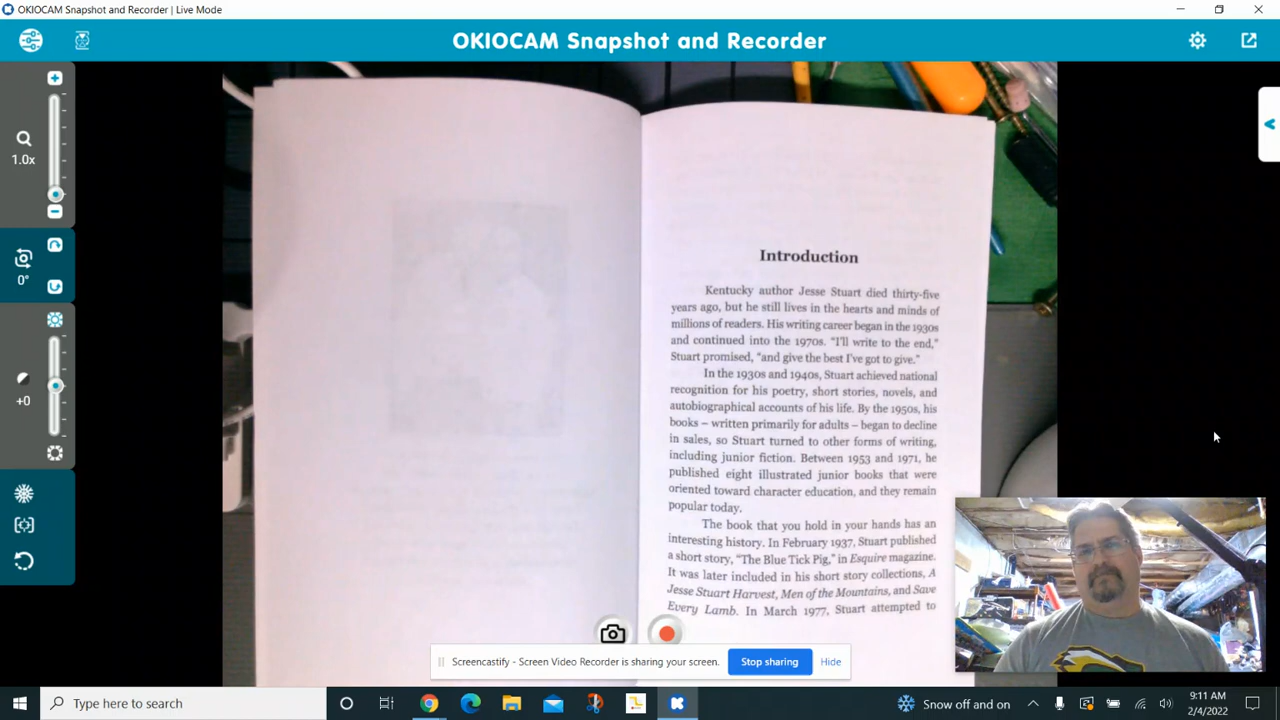 OKIOCAM Snapshot and Recorder | Live Mode
OKIOCAM Snapshot and Recorder
1.0x
0°
+0
Introduction
Kentucky author Jesse Stuart died thirty-five
years ago, but he still lives in the hearts and minds of
millions of readers. His writing career began in the 1930s
and continued into the 1970s. “I’ll write to the end,”
Stuart promised, “and give the best I’ve got to give.”
In the 1930s and 1940s, Stuart achieved national
recognition for his poetry, short stories, novels, and
autobiographical accounts of his life. By the 1950s, his
books – written primarily for adults – began to decline
in sales, so Stuart turned to other forms of writing,
including junior fiction. Between 1953 and 1971, he
published eight illustrated junior books that were
oriented toward character education, and they remain
popular today.
The book that you hold in your hands has an
interesting history. In February 1937, Stuart published
a short story, “The Blue Tick Pig,” in Esquire magazine.
It was later included in his short story collections, A
Jesse Stuart Harvest, Men of the Mountains, and Save
Every Lamb. In March 1977, Stuart attempted to
Screencastify - Screen Video Recorder is sharing your screen.
Stop sharing
Hide
Type here to search
Snow off and on
9:11 AM
2/4/2022